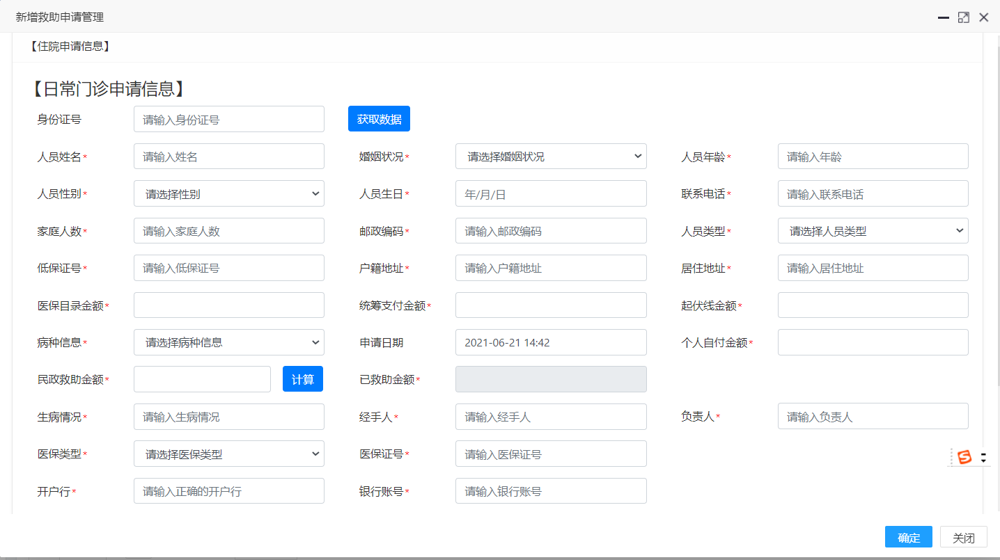 新增救助申请管理
【住院申请信息】
【日常门诊申请信息】
身份证号 请输入身份证号 获取数据
人员姓名* 请输入姓名 婚姻状况* 请选择婚姻状况 人员年龄* 请输入年龄
人员性别* 请选择性别 人员生日* 年/月/日 联系电话* 请输入联系电话
家庭人数* 请输入家庭人数 邮政编码* 请输入邮政编码 人员类型* 请选择人员类型
低保证号* 请输入低保证号 户籍地址* 请输入户籍地址 居住地址* 请输入居住地址
医保目录金额* 统筹支付金额* 起伏线金额*
病种信息* 请选择病种信息 申请日期 2021-06-21 14:42 个人自付金额*
民政救助金额* 计算 已救助金额*
生病情况* 请输入生病情况 经手人* 请输入经手人 负责人* 请输入负责人
医保类型* 请选择医保类型 医保证号* 请输入医保证号
开户行* 请输入正确的开户行 银行账号* 请输入银行账号
确定 关闭